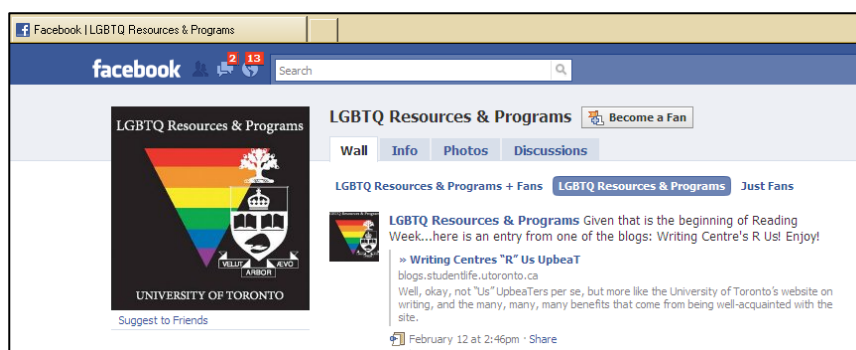 Facebook | LGBTQ Resources & Programs
facebook
2
13
Search
LGBTQ Resources & Programs
VELUT ARBOR ÆVO
UNIVERSITY OF TORONTO
Suggest to Friends
LGBTQ Resources & Programs
Become a Fan
Wall Info Photos Discussions
LGBTQ Resources & Programs + Fans LGBTQ Resources & Programs Just Fans
LGBTQ Resources & Programs Given that is the beginning of Reading
Week...here is an entry from one of the blogs: Writing Centre's R Us! Enjoy!
» Writing Centres "R" Us UpbeaT
blogs.studentlife.utoronto.ca
Well, okay, not "Us" UpbeaTers per se, but more like the University of Toronto's website on
writing, and the many, many, many benefits that come from being well-acquainted with the
site.
February 12 at 2:46pm · Share